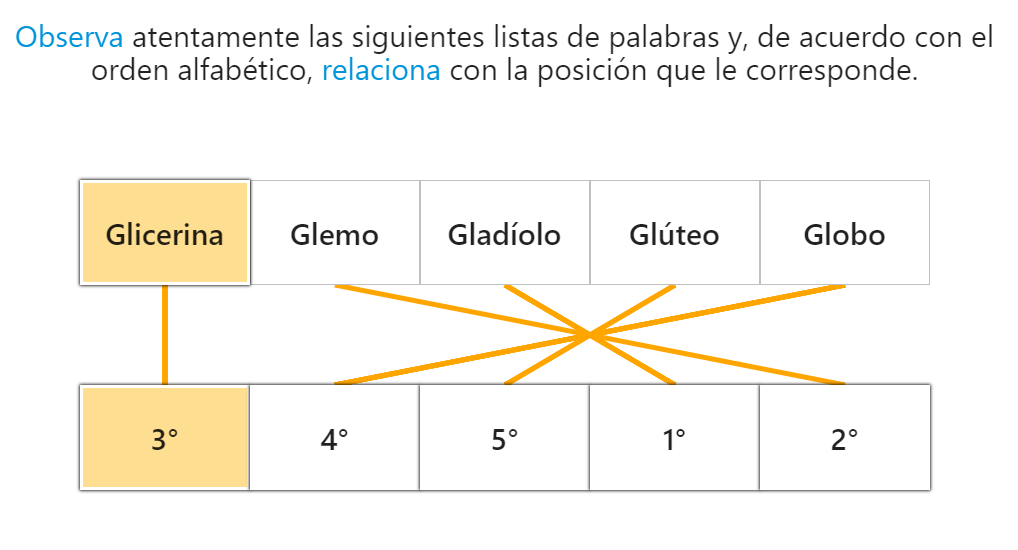 Observa atentamente las siguientes listas de palabras y, de acuerdo con el
orden alfabético, relaciona con la posición que le corresponde.
Glicerina Glemo Gladíolo Glúteo Globo
3° 4° 5° 1° 2°